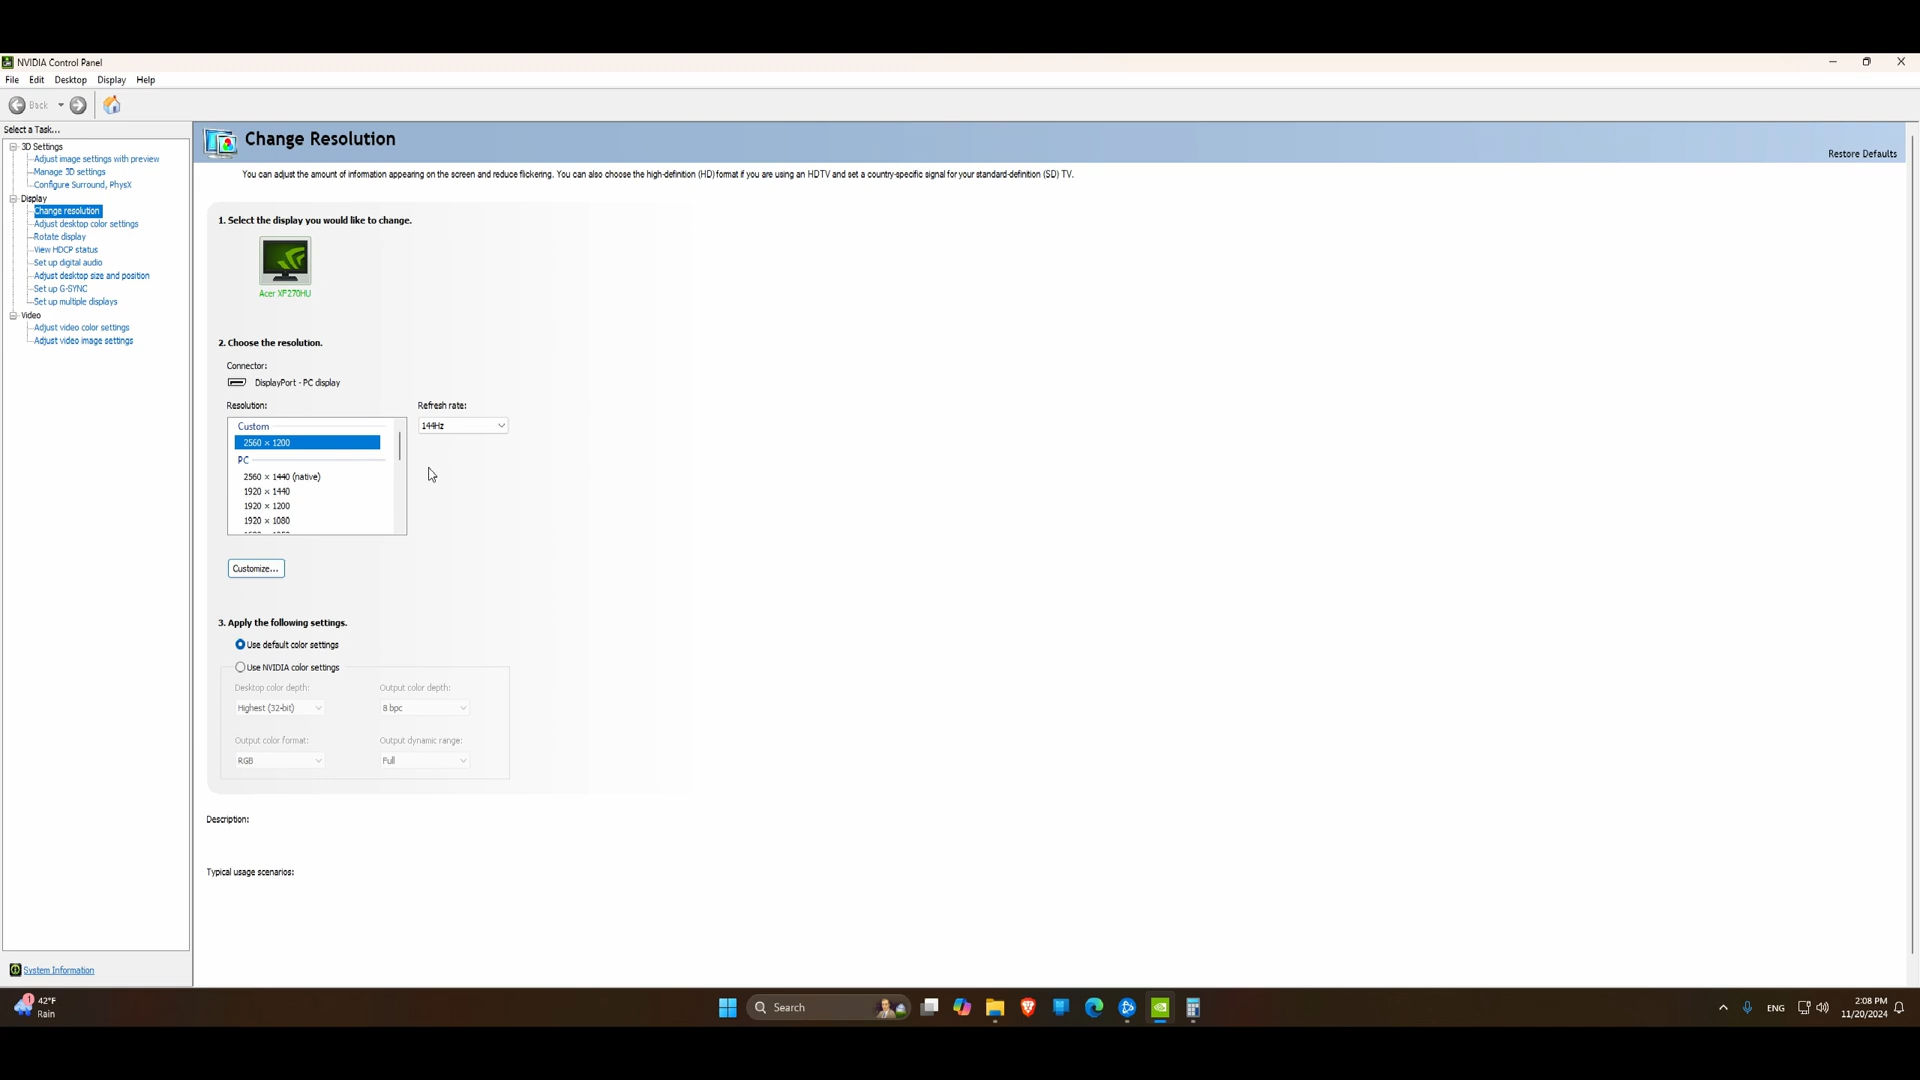 NVIDIA Control Panel
File Edit Desktop Display Help
Back
Select a Task...
3D Settings
Adjust image settings with preview
Manage 3D settings
Configure Surround, PhysX
Display
Change resolution
Adjust desktop color settings
Rotate display
View HDCP status
Set up digital audio
Adjust desktop size and position
Set up G-SYNC
Set up multiple displays
Video
Adjust video color settings
Adjust video image settings
System Information
Change Resolution
Restore Defaults
You can adjust the amount of information appearing on the screen and reduce flickering. You can also choose the high-definition (HD) format if you are using an HDTV and set a country-specific signal for your standard-definition (SD) TV.
1. Select the display you would like to change.
Acer XF270HU
2. Choose the resolution.
Connector:
DisplayPort - PC display
Resolution:
Refresh rate:
Custom
144Hz
2560 × 1200
PC
2560 × 1440 (native)
1920 × 1440
1920 × 1200
1920 × 1080
Customize...
3. Apply the following settings.
Use default color settings
Use NVIDIA color settings
Desktop color depth:
Output color depth:
Highest (32-bit)
8 bpc
Output color format:
Output dynamic range:
RGB
Full
Description:
Typical usage scenarios:
1
42°F
Rain
Search
ENG
2:08 PM
11/20/2024